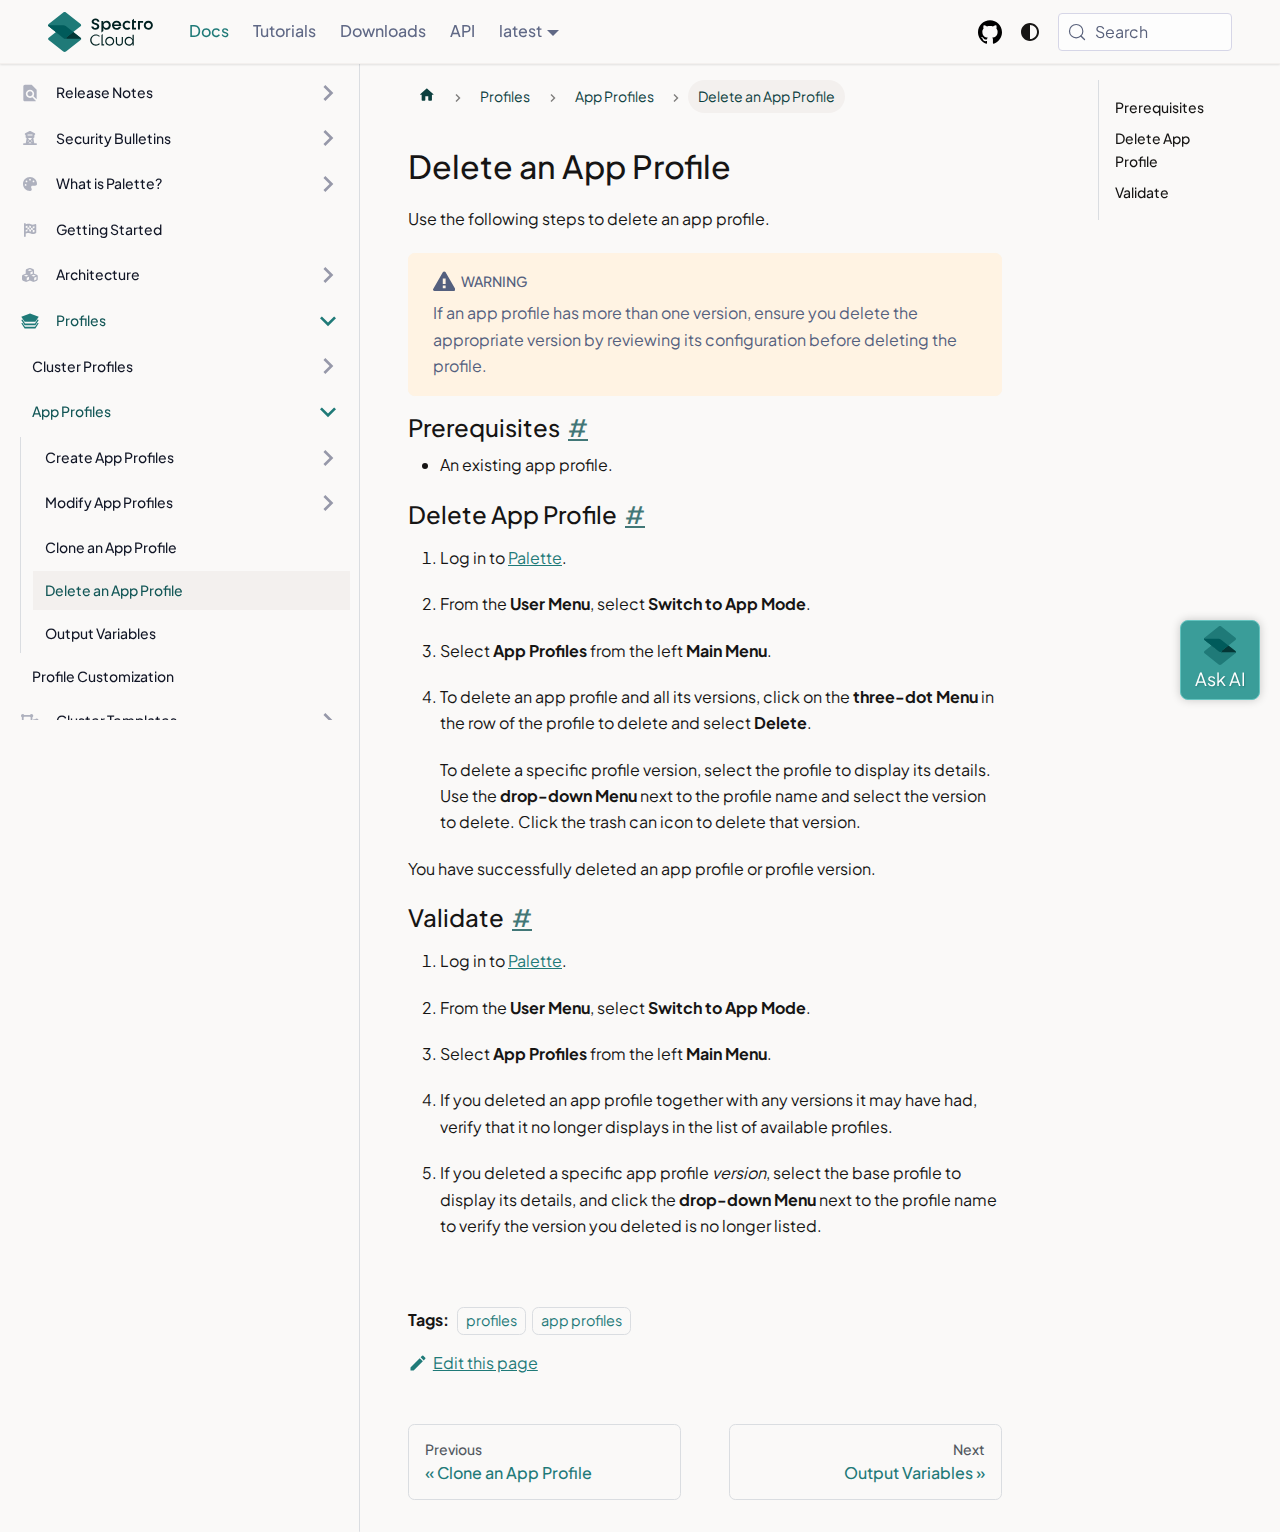 Spectro Cloud
Docs
Tutorials
Downloads
API
latest
Search
Release Notes
Security Bulletins
What is Palette?
Getting Started
Architecture
Profiles
Cluster Profiles
App Profiles
Create App Profiles
Modify App Profiles
Clone an App Profile
Delete an App Profile
Output Variables
Profile Customization
Cluster Templates
Profiles
App Profiles
Delete an App Profile
Delete an App Profile
Use the following steps to delete an app profile.
WARNING
If an app profile has more than one version, ensure you delete the
appropriate version by reviewing its configuration before deleting the
profile.
Prerequisites #
• An existing app profile.
Delete App Profile #
1. Log in to Palette.
2. From the User Menu, select Switch to App Mode.
3. Select App Profiles from the left Main Menu.
4. To delete an app profile and all its versions, click on the three-dot Menu in
the row of the profile to delete and select Delete.
To delete a specific profile version, select the profile to display its details.
Use the drop-down Menu next to the profile name and select the version
to delete. Click the trash can icon to delete that version.
You have successfully deleted an app profile or profile version.
Validate #
1. Log in to Palette.
2. From the User Menu, select Switch to App Mode.
3. Select App Profiles from the left Main Menu.
4. If you deleted an app profile together with any versions it may have had,
verify that it no longer displays in the list of available profiles.
5. If you deleted a specific app profile version, select the base profile to
display its details, and click the drop-down Menu next to the profile name
to verify the version you deleted is no longer listed.
Tags: profiles app profiles
Edit this page
Previous
« Clone an App Profile
Next
Output Variables »
Prerequisites
Delete App
Profile
Validate
Ask AI